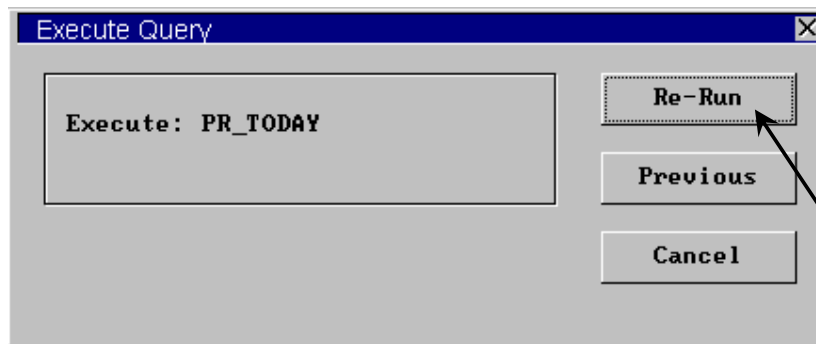 Execute Query
Execute: PR_TODAY
Re-Run
Previous
Cancel